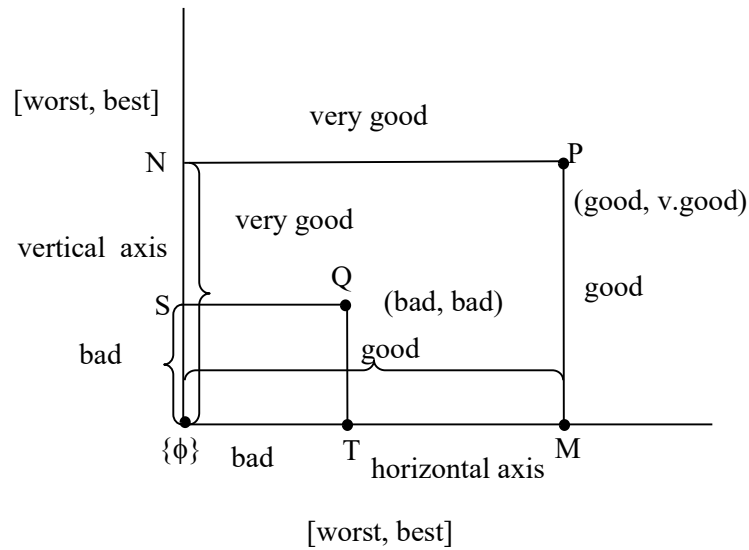 [worst, best]
very good
N
P
(good, v.good)
very good
vertical axis
Q
good
S
(bad, bad)
good
bad
{ϕ}
bad
T
horizontal axis
M
[worst, best]